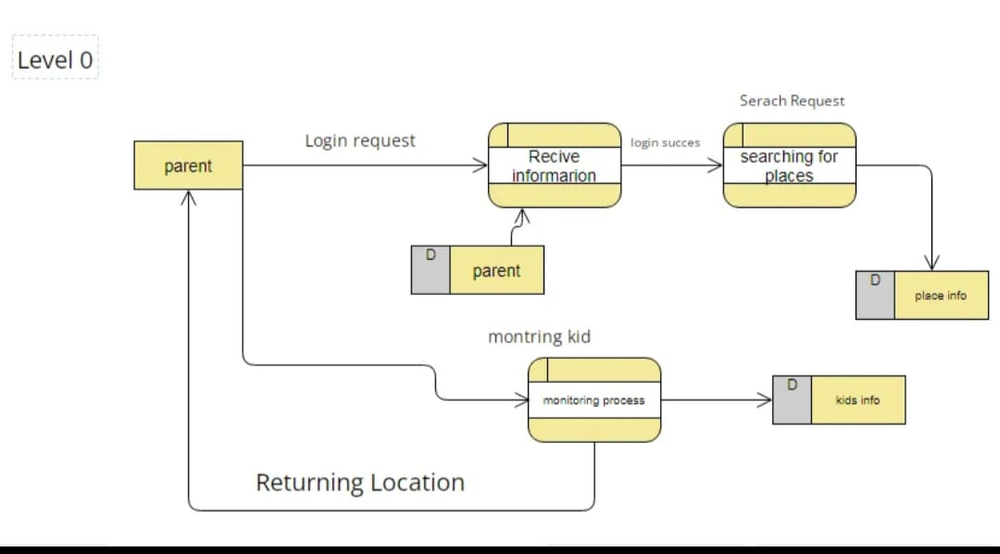 Level 0
Serach Request
Login request
login succes
parent
Recive
informarion
searching for
places
D
parent
D
place info
montring kid
monitoring process
D
kids info
Returning Location